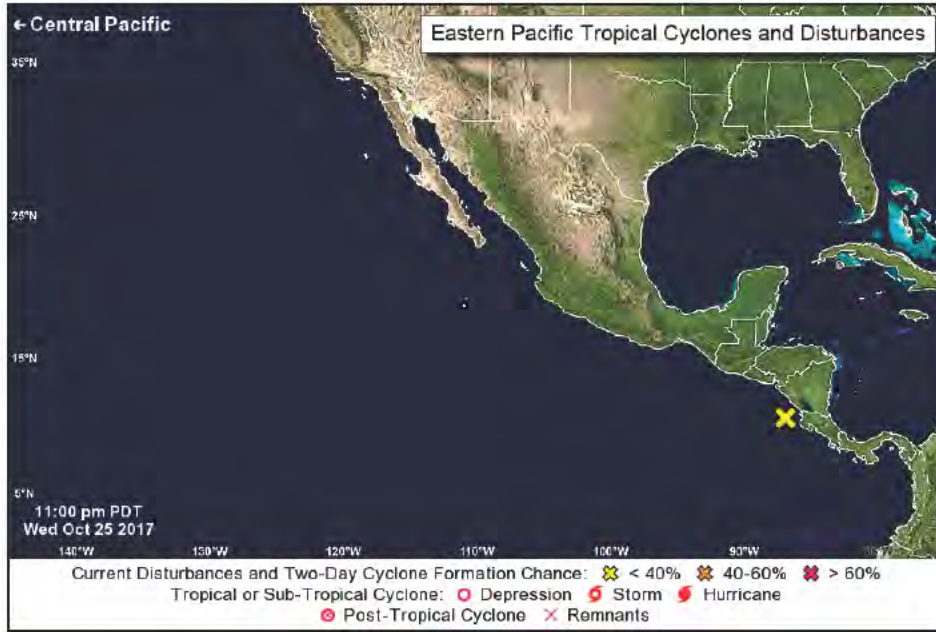 ← Central Pacific
Eastern Pacific Tropical Cyclones and Disturbances
35°N
25°N
15°N
5°N
11:00 pm PDT
Wed Oct 25 2017
140°W 130°W 120°W 110°W 100°W 90°W
Current Disturbances and Two-Day Cyclone Formation Chance: < 40% 40-60% > 60%
Tropical or Sub-Tropical Cyclone: Depression Storm Hurricane
Post-Tropical Cyclone Remnants